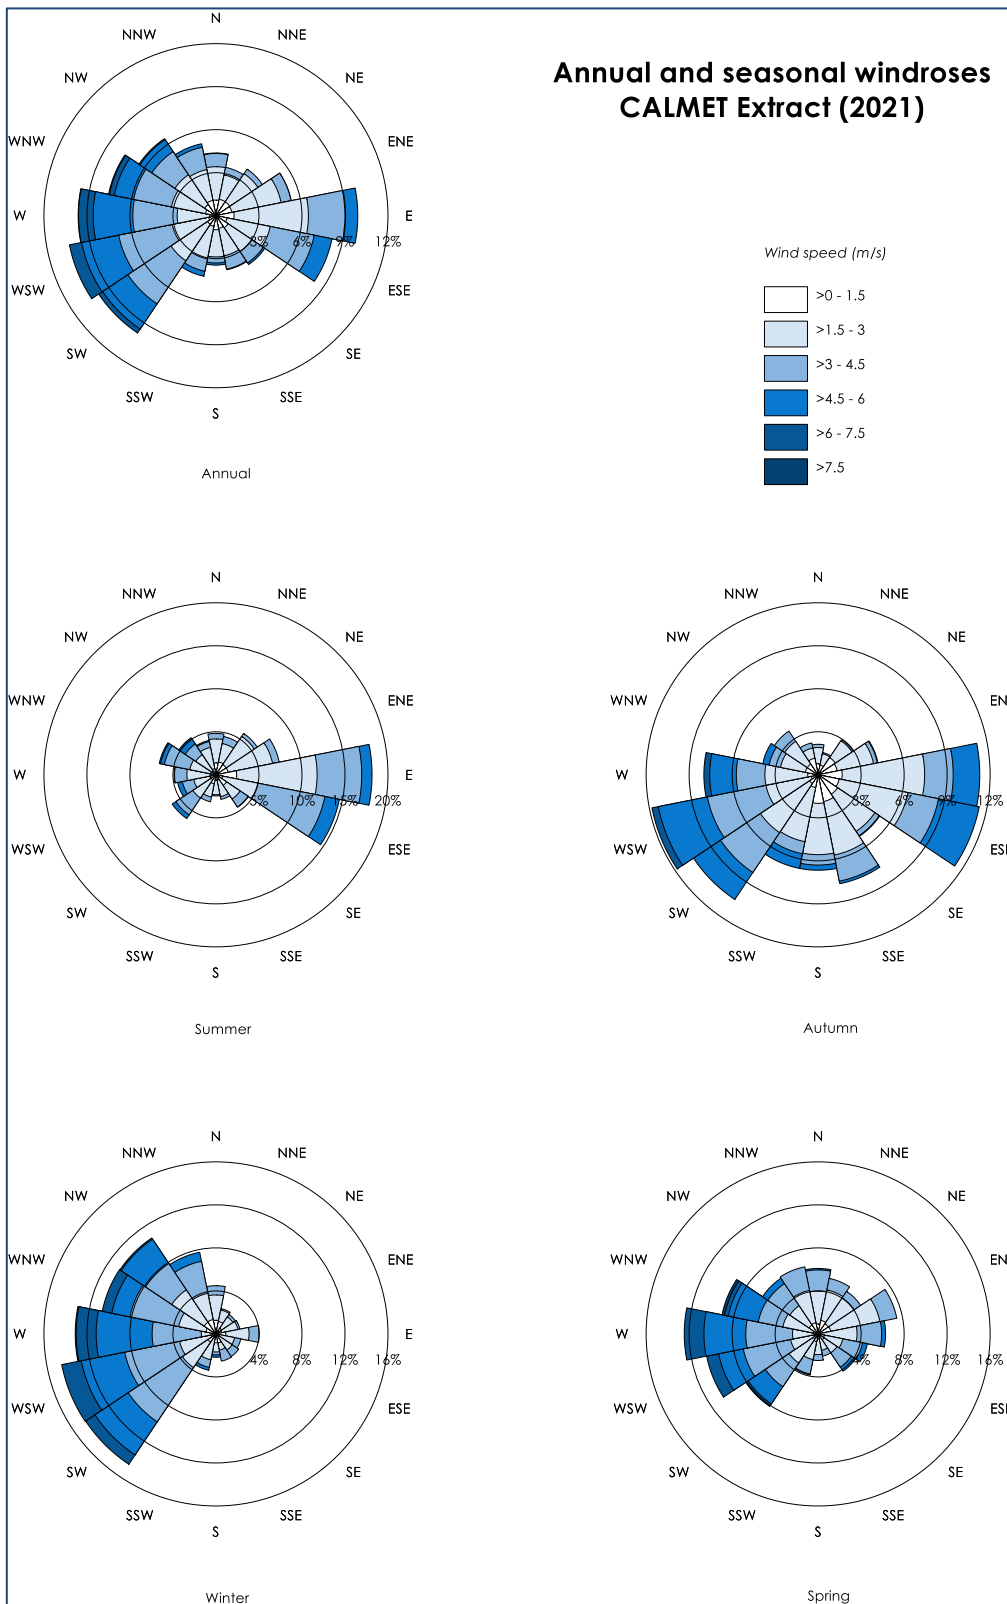 Annual and seasonal windroses
CALMET Extract (2021)
N
NNW
NNE
NW
NE
WNW
ENE
W
E
3%
6%
9%
12%
WSW
ESE
SW
SE
SSW
SSE
S
Annual
Wind speed (m/s)
>0 - 1.5
>1.5 - 3
>3 - 4.5
>4.5 - 6
>6 - 7.5
>7.5
N
NNW
NNE
NW
NE
WNW
ENE
W
E
5%
10%
15%
20%
WSW
ESE
SW
SE
SSW
SSE
S
Summer
N
NNW
NNE
NW
NE
WNW
EN
W
3%
6%
9%
12%
WSW
ESE
SW
SE
SSW
SSE
S
Autumn
N
NNW
NNE
NW
NE
WNW
ENE
W
E
4%
8%
12%
16%
WSW
ESE
SW
SE
SSW
SSE
S
Winter
N
NNW
NNE
NW
NE
WNW
EN
W
4%
8%
12%
16%
WSW
ESE
SW
SE
SSW
SSE
S
Spring